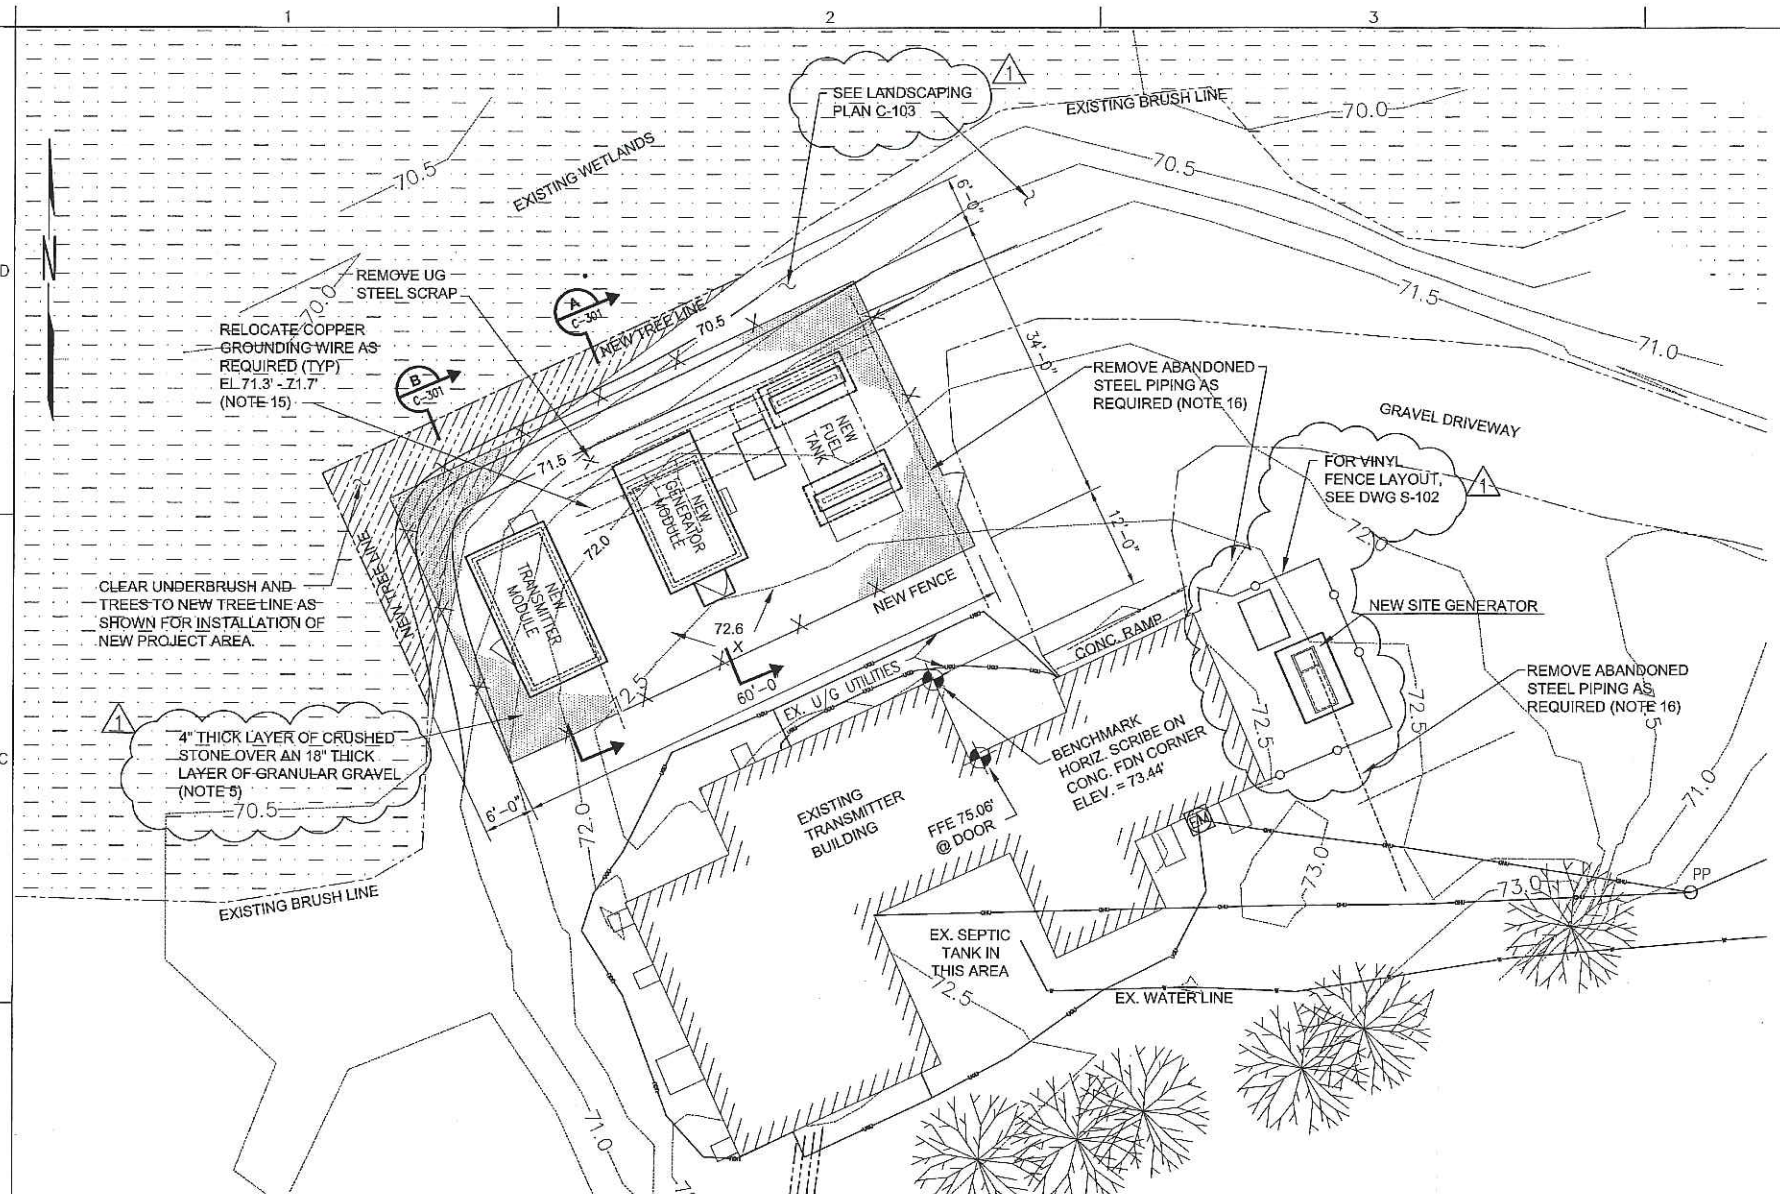 1
2
3
D
C
SEE LANDSCAPING
PLAN C-103
1
EXISTING BRUSH LINE
70.0
70.5
70.5
EXISTING WETLANDS
6'-0"
N
REMOVE UG
STEEL SCRAP
70.0
A
C-301
NEW TREE LINE
70.5
71.5
71.0
RELOCATE COPPER
GROUNDING WIRE AS
REQUIRED (TYP)
EL 71.3' - 71.7'
(NOTE 15)
B
C-301
34'-0"
REMOVE ABANDONED
STEEL PIPING AS
REQUIRED (NOTE 16)
GRAVEL DRIVEWAY
NEW
FUEL
TANK
71.5
FOR VINYL
FENCE LAYOUT,
SEE DWG S-102
1
NEW
GENERATOR
MODULE
72.0
12'-0"
72.0
NEW TREE LINE
NEW
TRANSMITTER
MODULE
CLEAR UNDERBRUSH AND
TREES TO NEW TREE LINE AS
SHOWN FOR INSTALLATION OF
NEW PROJECT AREA.
NEW FENCE
NEW SITE GENERATOR
72.6
X
CONC. RAMP
60'-0"
EX. U/G UTILITIES
REMOVE ABANDONED
STEEL PIPING AS
REQUIRED (NOTE 16)
72.5
72.5
1
4" THICK LAYER OF CRUSHED
STONE OVER AN 18" THICK
LAYER OF GRANULAR GRAVEL
(NOTE 5)
70.5
BENCHMARK
HORIZ. SCRIBE ON
CONC. FDN CORNER
ELEV. = 73.44'
71.0
6'-0"
72.0
EXISTING
TRANSMITTER
BUILDING
FFE 75.06'
@ DOOR
EM
73.0
73.0
PP
EXISTING BRUSH LINE
EX. SEPTIC
TANK IN
THIS AREA
72.5
EX. WATER LINE
71.0